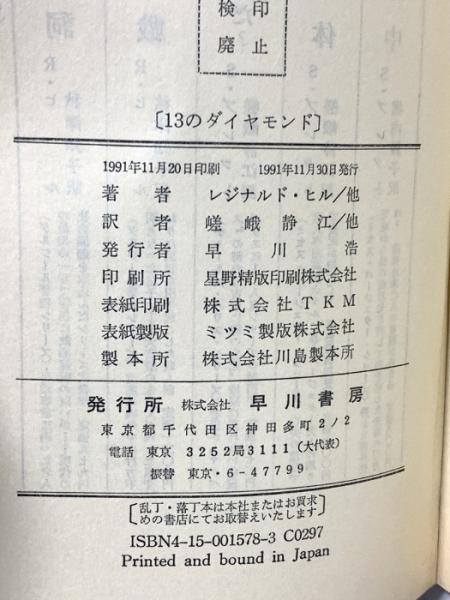 検印
廃止
〔13のダイヤモンド〕
1991年11月20日印刷 1991年11月30日発行
著者 レジナルド・ヒル/他
訳者 嵯峨静江/他
発行者 早川浩
印刷所 星野精版印刷株式会社
表紙印刷 株式会社TKM
表紙製版 ミツミ製版株式会社
製本所 株式会社川島製本所
発行所 株式会社 早川書房
東京都千代田区神田多町2ノ2
電話 東京 3252局3111(大代表)
振替 東京・6-47799
〔乱丁・落丁本は本社またはお買求
めの書店にてお取替えいたします〕
ISBN4-15-001578-3 C0297
Printed and bound in Japan